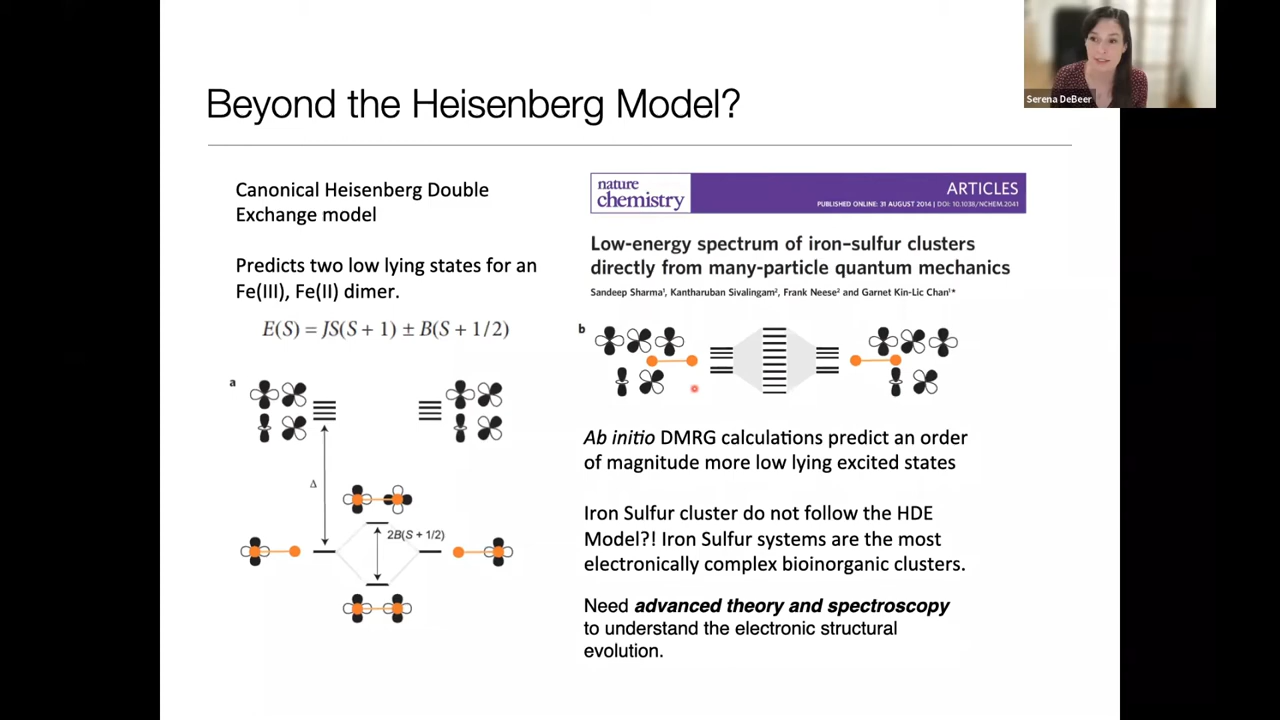 Serena DeBeer
Beyond the Heisenberg Model?
Canonical Heisenberg Double
Exchange model
Predicts two low lying states for an
Fe(III), Fe(II) dimer.
E(S) = JS(S + 1) ± B(S + 1/2)
a
Δ
2B(S + 1/2)
nature
chemistry
ARTICLES
PUBLISHED ONLINE: 31 AUGUST 2014 | DOI: 10.1038/NCHEM.2041
Low-energy spectrum of iron–sulfur clusters
directly from many-particle quantum mechanics
Sandeep Sharma¹, Kantharuban Sivalingam², Frank Neese² and Garnet Kin-Lic Chan¹*
b
Ab initio DMRG calculations predict an order
of magnitude more low lying excited states
Iron Sulfur cluster do not follow the HDE
Model?! Iron Sulfur systems are the most
electronically complex bioinorganic clusters.
Need advanced theory and spectroscopy
to understand the electronic structural
evolution.